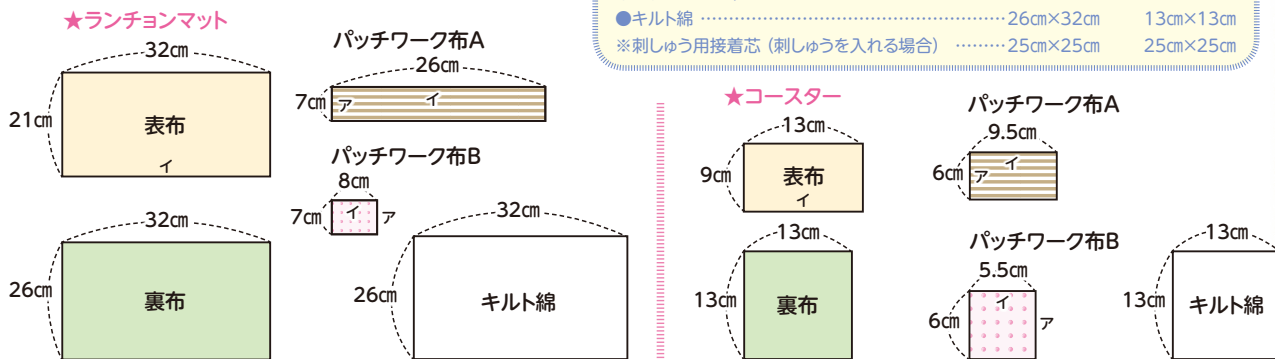 ●キルト綿 ……………………………………… 26㎝×32㎝ 13㎝×13㎝
※刺しゅう用接着芯（刺しゅうを入れる場合） ………25㎝×25㎝ 25㎝×25㎝
★ランチョンマット
32㎝
21㎝
表布
イ
パッチワーク布A
26㎝
7㎝
ア
イ
パッチワーク布B
8㎝
7㎝
イ
ア
32㎝
26㎝
裏布
32㎝
26㎝
キルト綿
★コースター
13㎝
9㎝
表布
イ
パッチワーク布A
9.5㎝
6㎝
ア
イ
13㎝
13㎝
裏布
パッチワーク布B
5.5㎝
6㎝
イ
ア
13㎝
13㎝
キルト綿